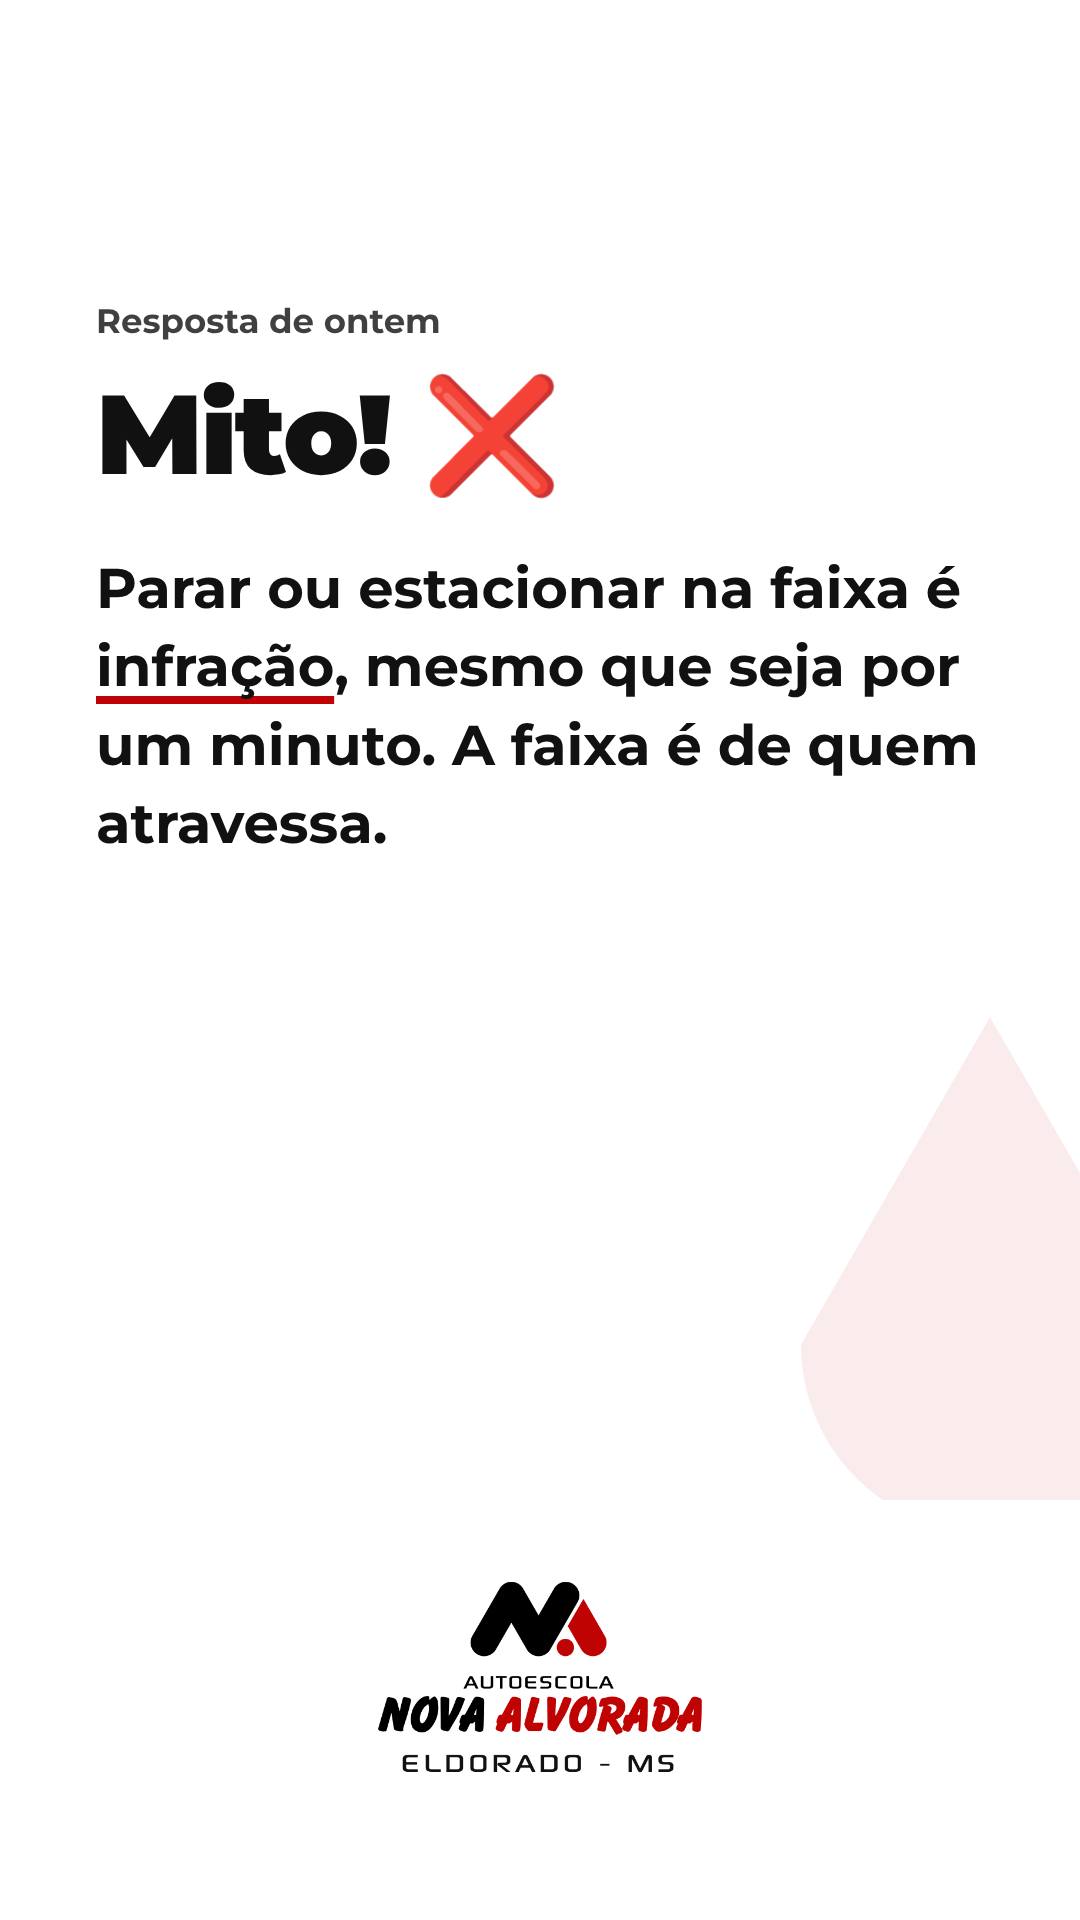 Resposta de ontem
Mito! ❌
Parar ou estacionar na faixa é
infração, mesmo que seja por
um minuto. A faixa é de quem
atravessa.
AUTOESCOLA
NOVA ALVORADA
ELDORADO - MS